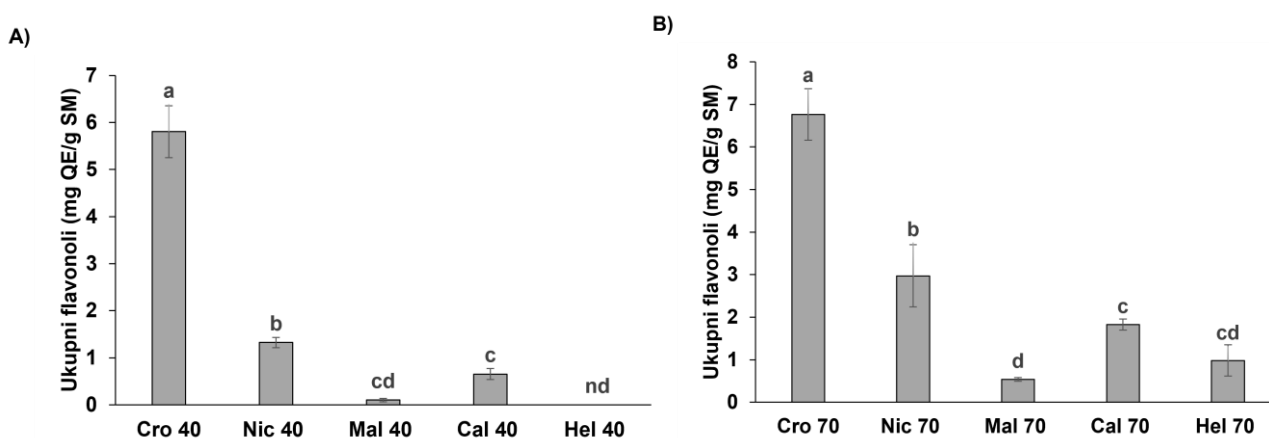 A)
Ukupni flavonoli (mg QE/g SM)
7
6
5
4
3
2
1
0
a
b
cd
c
nd
Cro 40 Nic 40 Mal 40 Cal 40 Hel 40
B)
Ukupni flavonoli (mg QE/g SM)
8
7
6
5
4
3
2
1
0
a
b
d
c
cd
Cro 70 Nic 70 Mal 70 Cal 70 Hel 70